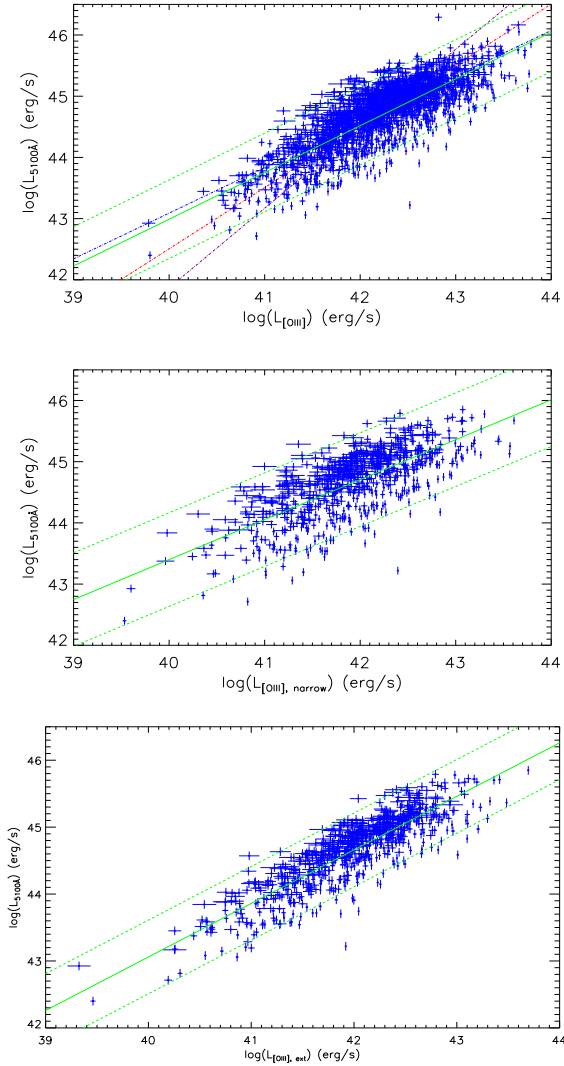 46
45
44
43
42
log(L5100Å) (erg/s)
39 40 41 42 43 44
log(L[OIII]) (erg/s)
46
45
44
43
42
log(L5100Å) (erg/s)
39 40 41 42 43 44
log(L[OIII], narrow) (erg/s)
46
45
44
43
42
log(L5100Å) (erg/s)
39 40 41 42 43 44
log(L[OIII], ext) (erg/s)